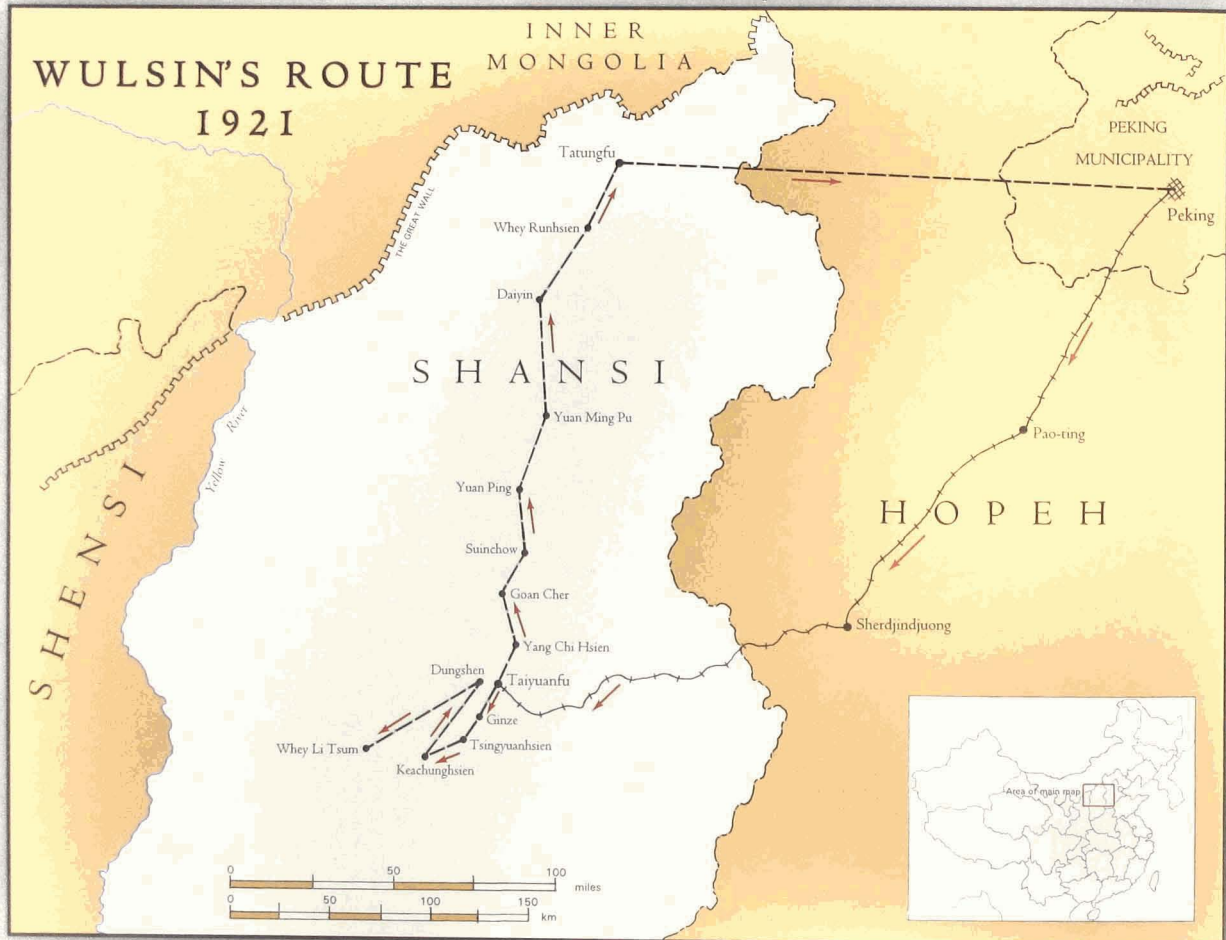 WULSIN'S ROUTE
1921
INNER
MONGOLIA
PEKING
MUNICIPALITY
Peking
Tatungfu
THE GREAT WALL
Whey Runhsien
Daiyin
SHANSI
Yuan Ming Pu
Yellow River
Pao-ting
SHENSI
Yuan Ping
HOPEH
Suinchow
Goan Cher
Sherdjindjuong
Yang Chi Hsien
Dungshen
Taiyuanfu
Ginze
Whey Li Tsum
Tsingyuanhsien
Keachunghsien
Area of main map
0 50 100
miles
0 50 100 150
km